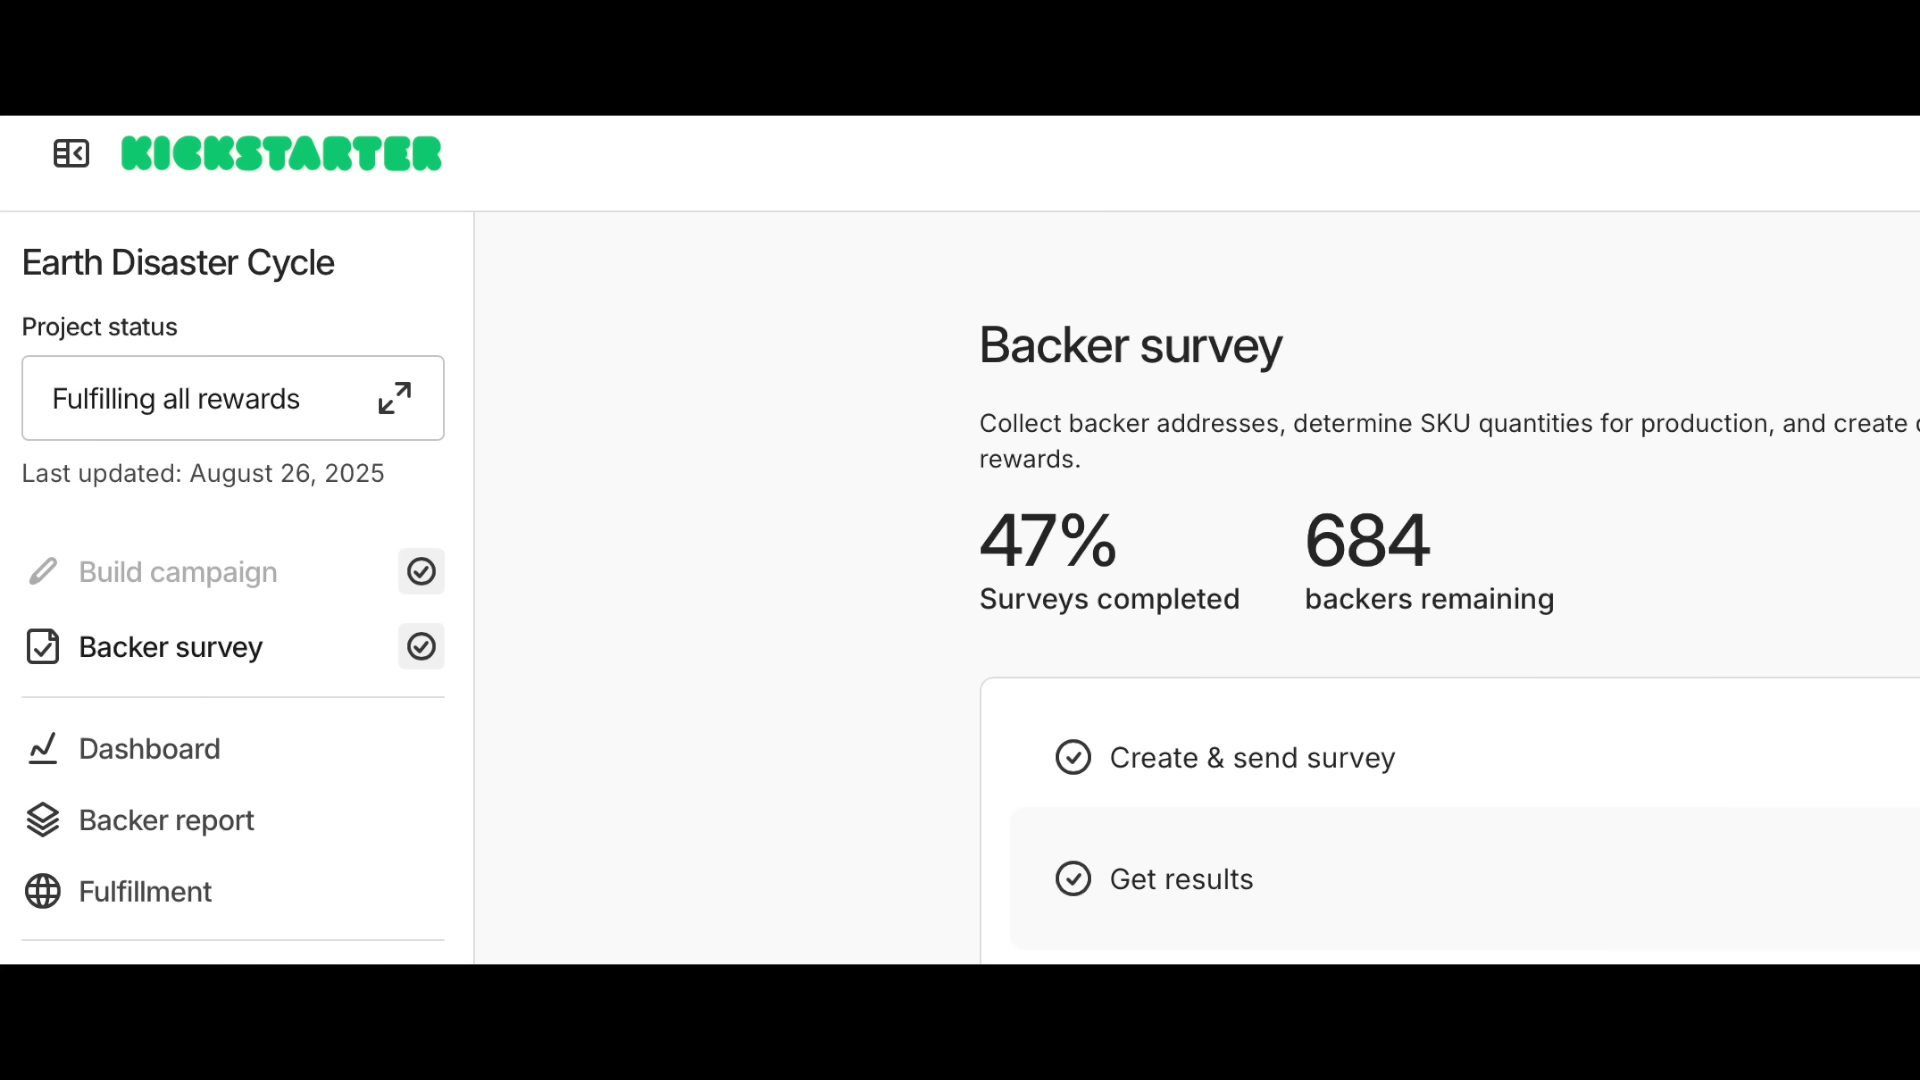 KICKSTARTER
Earth Disaster Cycle
Project status
Fulfilling all rewards
Last updated: August 26, 2025
Build campaign
Backer survey
Dashboard
Backer report
Fulfillment
Backer survey
Collect backer addresses, determine SKU quantities for production, and create
rewards.
47%
Surveys completed
684
backers remaining
Create & send survey
Get results